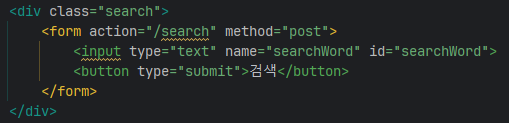 <div class="search">
<form action="/search" method="post">
<input type="text" name="searchWord" id="searchWord">
<button type="submit">검색</button>
</form>
</div>